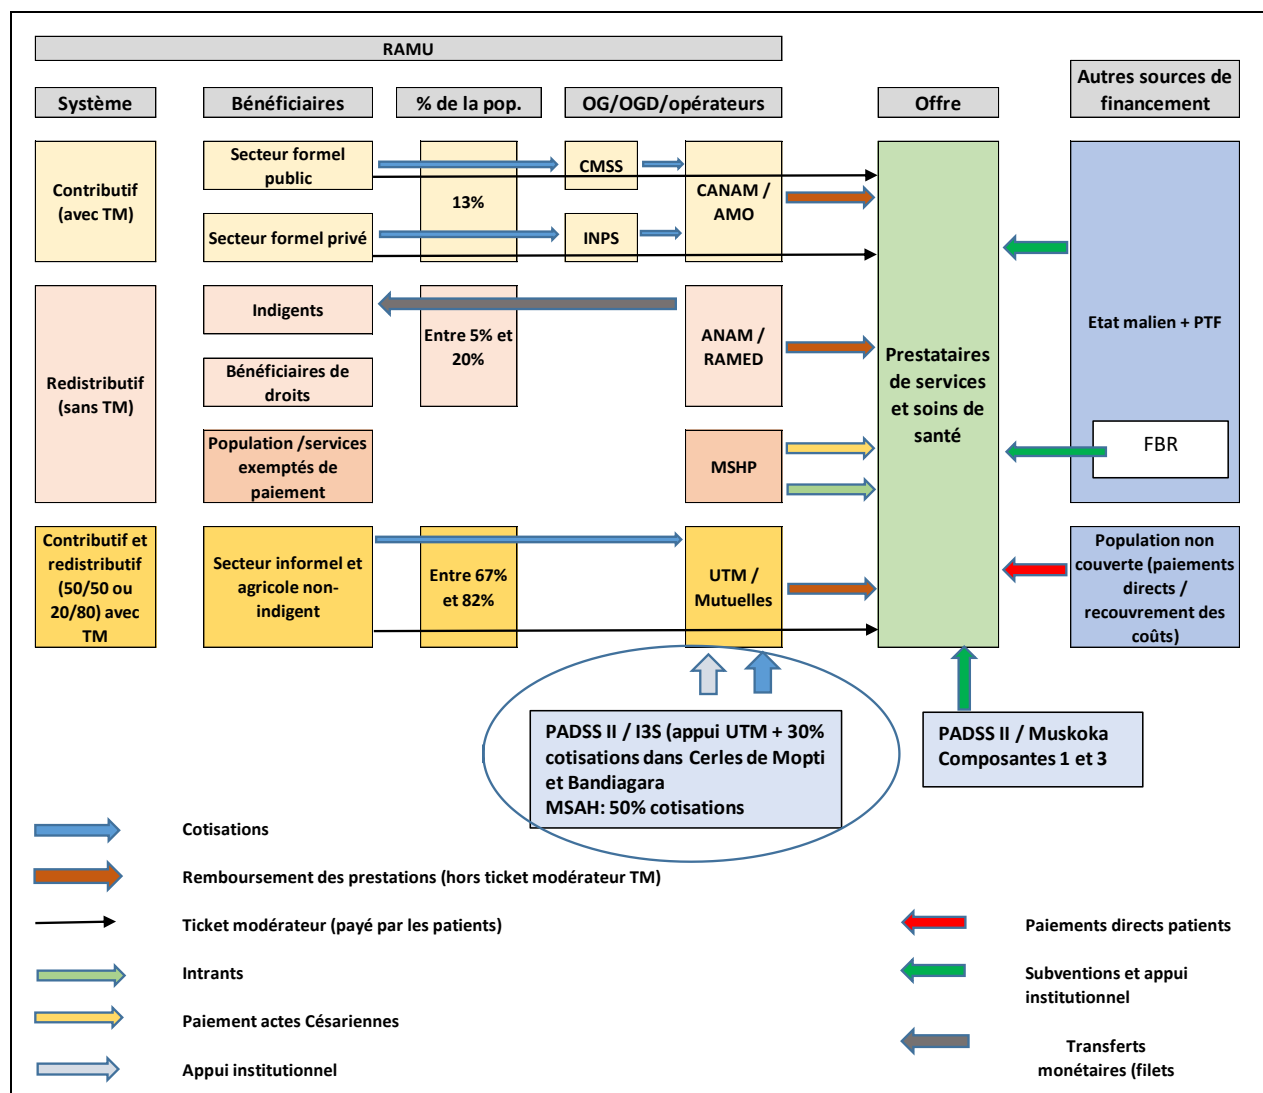 RAMU
Autres sources de
financement
Système
Bénéficiaires
% de la pop.
OG/OGD/opérateurs
Offre
Contributif
(avec TM)
Secteur formel
public
Secteur formel privé
13%
CMSS
INPS
CANAM /
AMO
Redistributif
(sans TM)
Indigents
Bénéficiaires de
droits
Entre 5% et
20%
ANAM /
RAMED
Population /services
exemptés de
paiement
MSHP
Contributif et
redistributif
(50/50 ou
20/80) avec
TM
Secteur informel et
agricole non-
indigent
Entre 67%
et 82%
UTM /
Mutuelles
Prestataires
de services
et soins de
santé
Etat malien + PTF
FBR
Population non
couverte (paiements
directs /
recouvrement des
coûts)
PADSS II / I3S (appui UTM + 30%
cotisations dans Cerles de Mopti
et Bandiagara
MSAH: 50% cotisations
PADSS II / Muskoka
Composantes 1 et 3
Cotisations
Remboursement des prestations (hors ticket modérateur TM)
Ticket modérateur (payé par les patients)
Intrants
Paiement actes Césariennes
Appui institutionnel
Paiements directs patients
Subventions et appui
institutionnel
Transferts
monétaires (filets